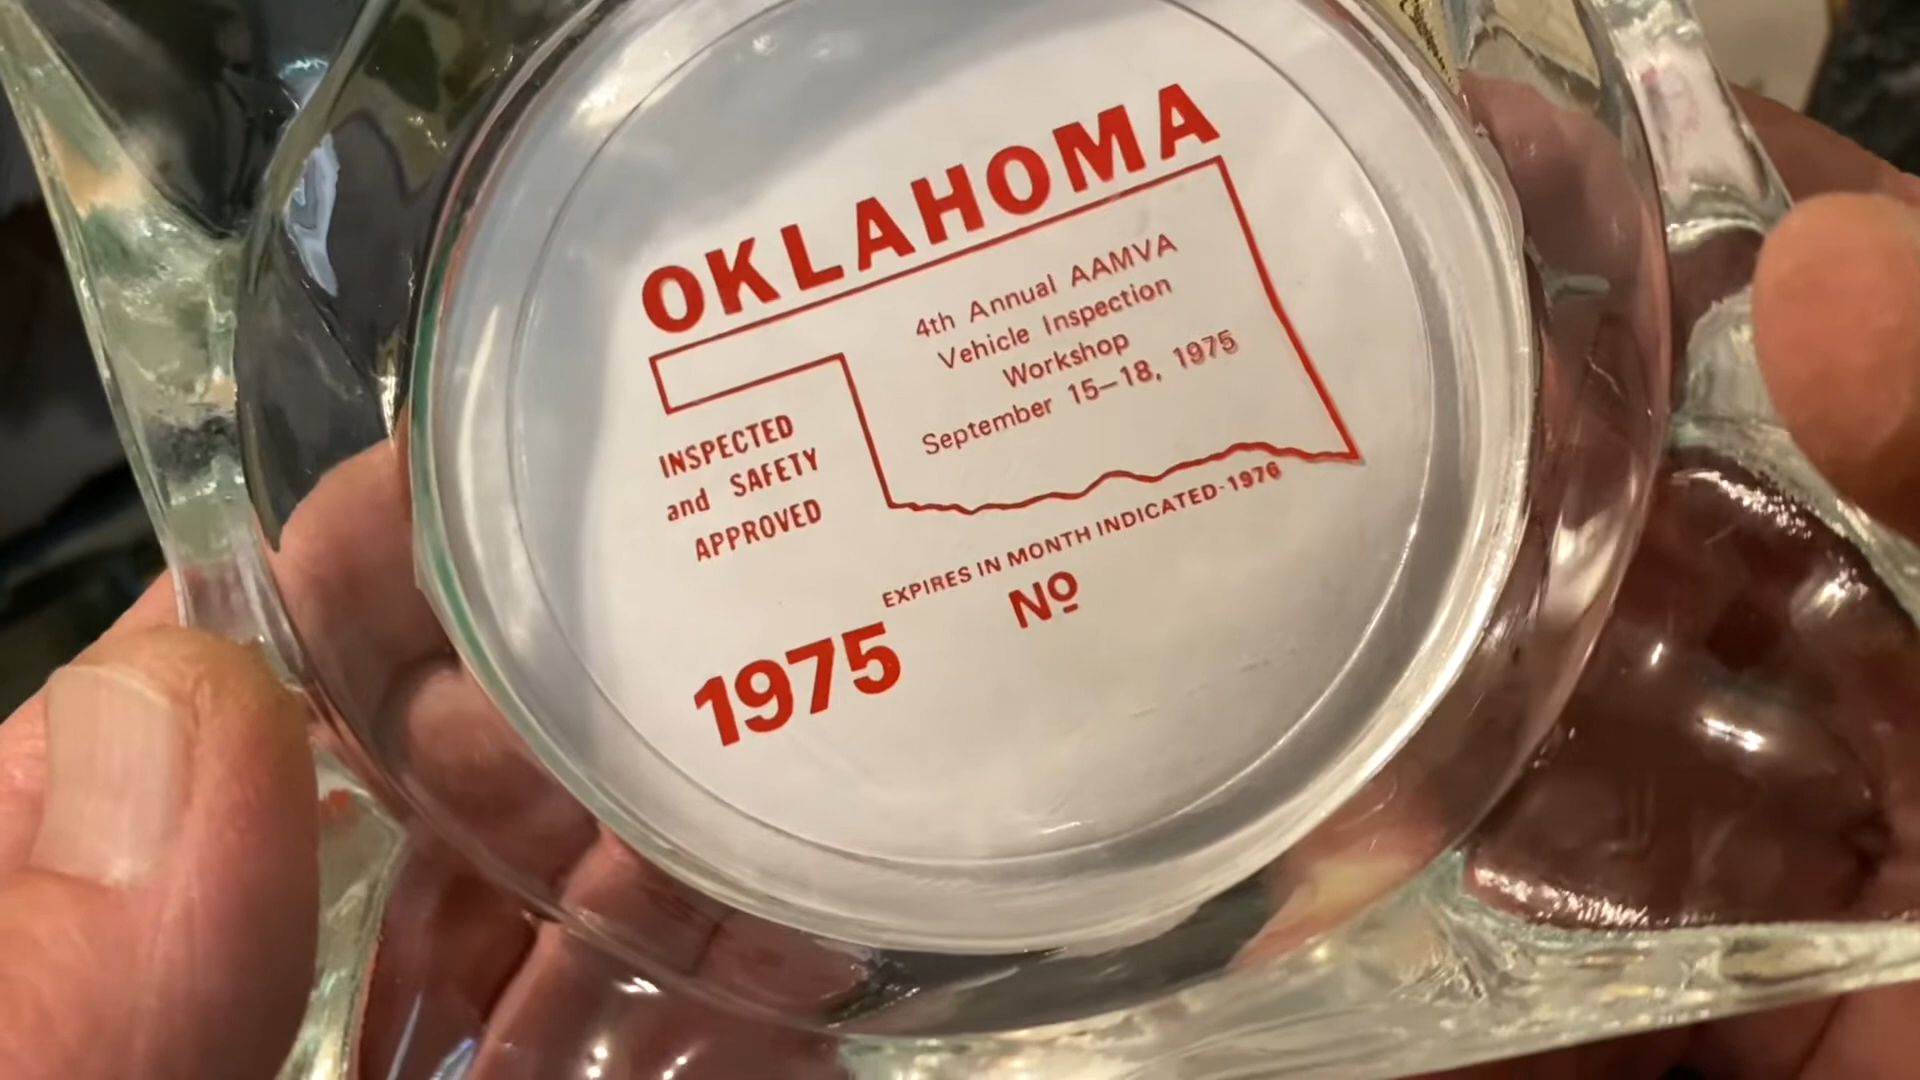 OKLAHOMA
4th Annual AAMVA
Vehicle Inspection
Workshop
September 15–18, 1975
INSPECTED
and SAFETY
APPROVED
EXPIRES IN MONTH INDICATED-1976
Nº
1975